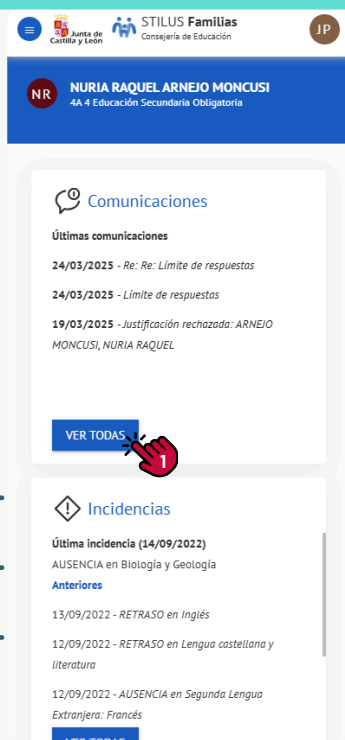 Junta de
Castilla y León
STILUS Familias
Consejería de Educación
JP
NR
NURIA RAQUEL ARNEJO MONCUSI
4A 4 Educación Secundaria Obligatoria
Comunicaciones
Últimas comunicaciones
24/03/2025 - Re: Re: Límite de respuestas
24/03/2025 - Límite de respuestas
19/03/2025 - Justificación rechazada: ARNEJO
MONCUSI, NURIA RAQUEL
VER TODAS
1
Incidencias
Última incidencia (14/09/2022)
AUSENCIA en Biología y Geología
Anteriores
13/09/2022 - RETRASO en Inglés
12/09/2022 - RETRASO en Lengua castellana y
literatura
12/09/2022 - AUSENCIA en Segunda Lengua
Extranjera: Francés
VER TODAS